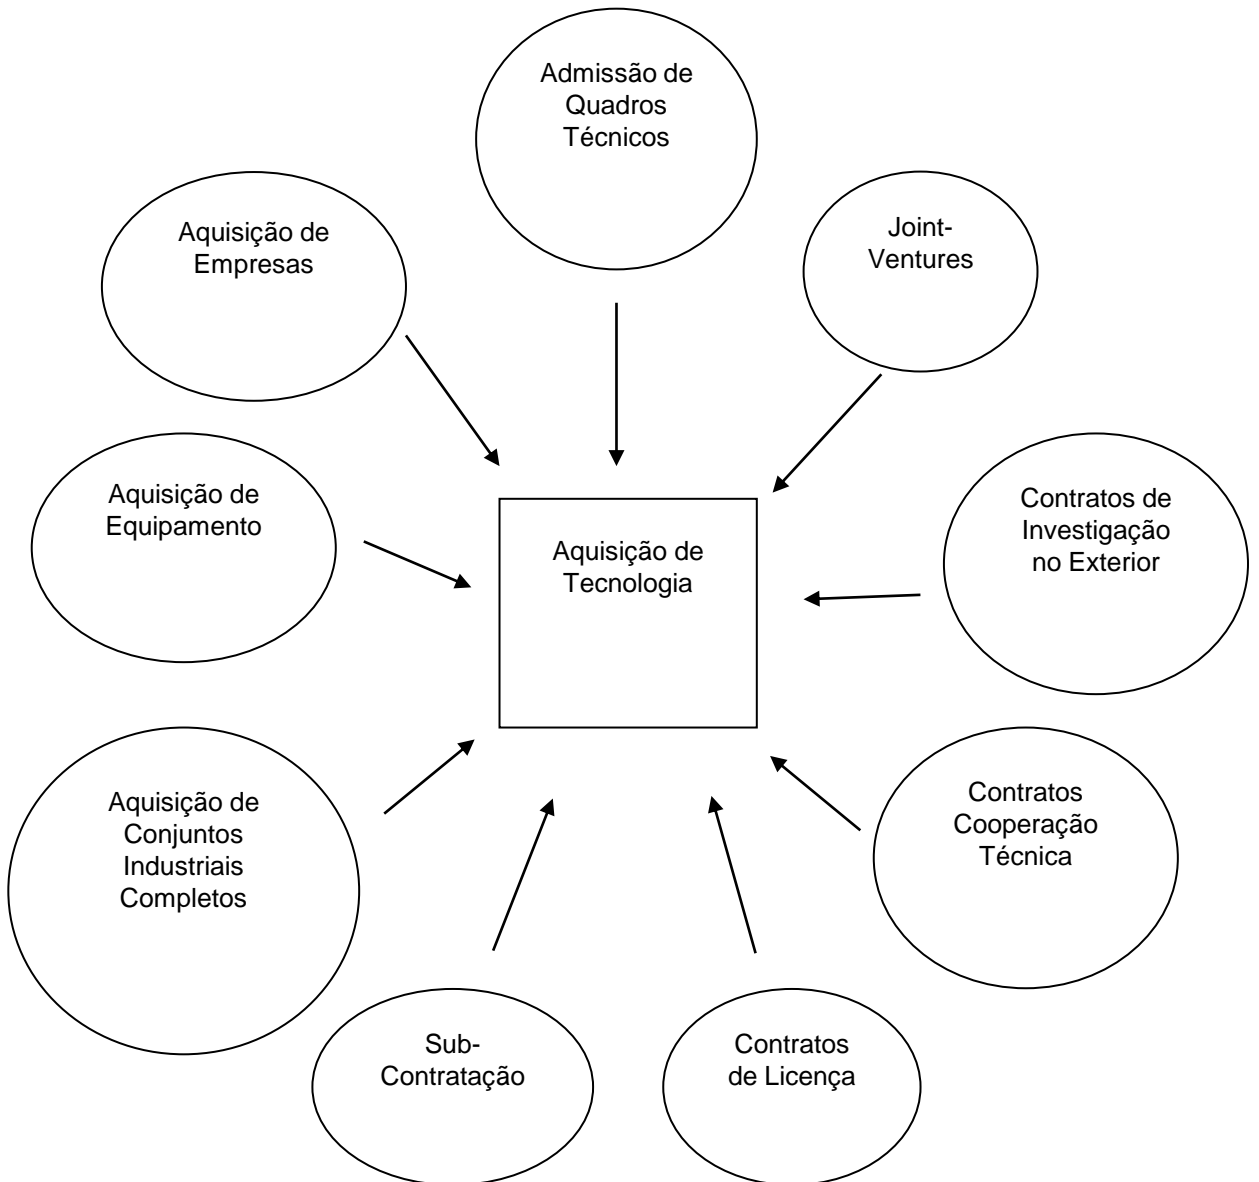 Admissão de
Quadros
Técnicos
Aquisição de
Empresas
Joint-
Ventures
Aquisição de
Equipamento
Contratos de
Investigação
no Exterior
Aquisição de
Tecnologia
Aquisição de
Conjuntos
Industriais
Completos
Contratos
Cooperação
Técnica
Sub-
Contratação
Contratos
de Licença